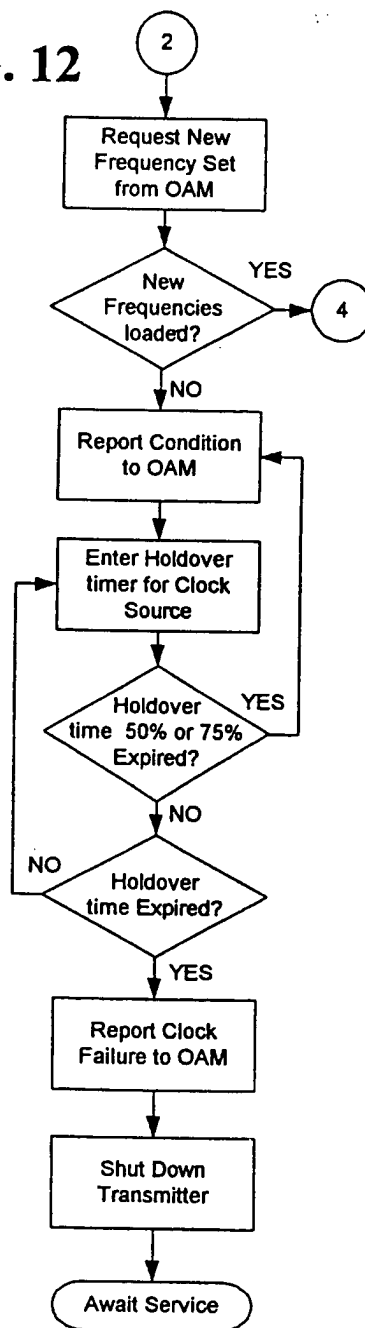 . 12
2
Request New
Frequency Set
from OAM
New
Frequencies
loaded?
YES
4
NO
Report Condition
to OAM
Enter Holdover
timer for Clock
Source
Holdover
time 50% or 75%
Expired?
YES
NO
NO
Holdover
time Expired?
YES
Report Clock
Failure to OAM
Shut Down
Transmitter
Await Service